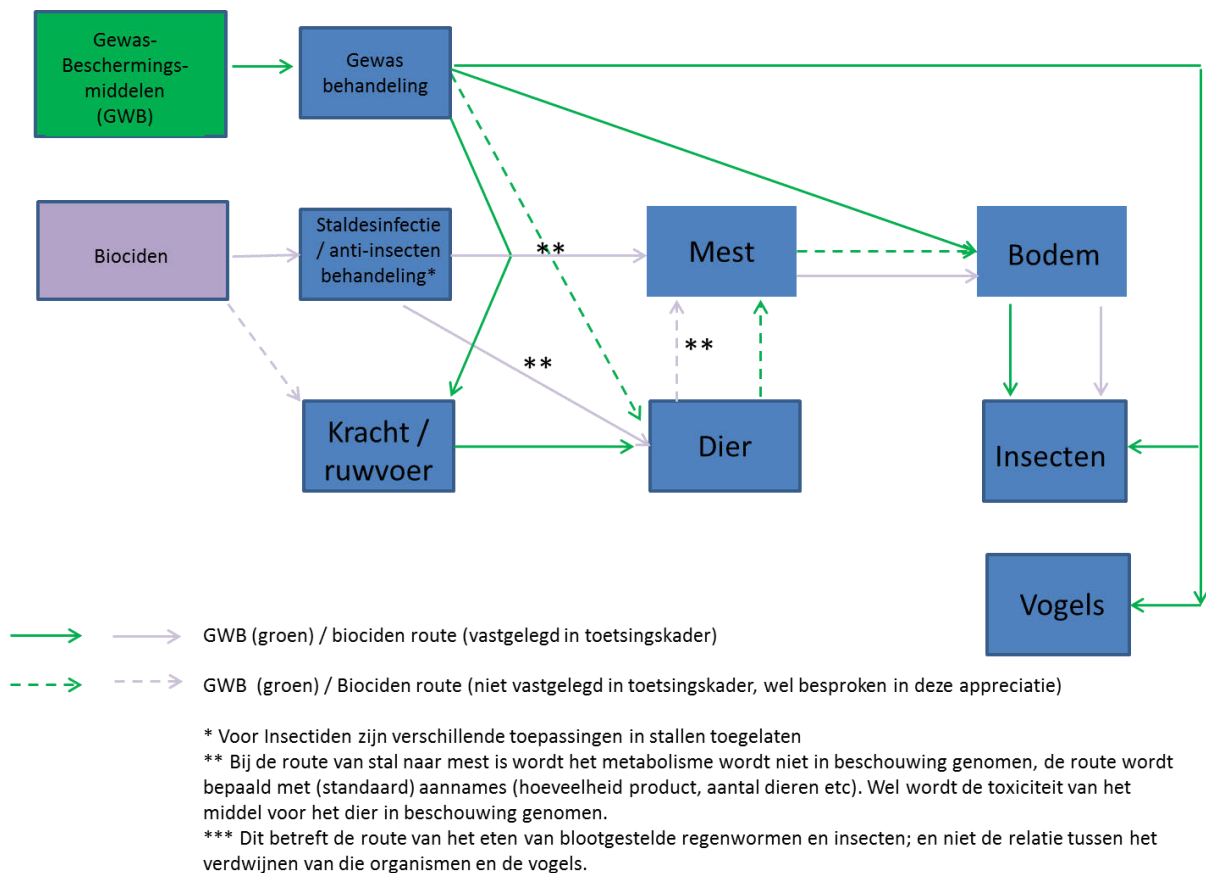 Gewas-
Beschermings-
middelen
(GWB)
Gewas
behandeling
Biociden
Staldesinfectie
/ anti-insecten
behandeling*
**
Mest
Bodem
**
**
Kracht /
ruwvoer
Dier
Insecten
Vogels
GWB (groen) / biociden route (vastgelegd in toetsingskader)
GWB (groen) / Biociden route (niet vastgelegd in toetsingskader, wel besproken in deze appreciatie)
* Voor Insectiden zijn verschillende toepassingen in stallen toegelaten
** Bij de route van stal naar mest is wordt het metabolisme wordt niet in beschouwing genomen, de route wordt
bepaald met (standaard) aannames (hoeveelheid product, aantal dieren etc). Wel wordt de toxiciteit van het
middel voor het dier in beschouwing genomen.
*** Dit betreft de route van het eten van blootgestelde regenwormen en insecten; en niet de relatie tussen het
verdwijnen van die organismen en de vogels.